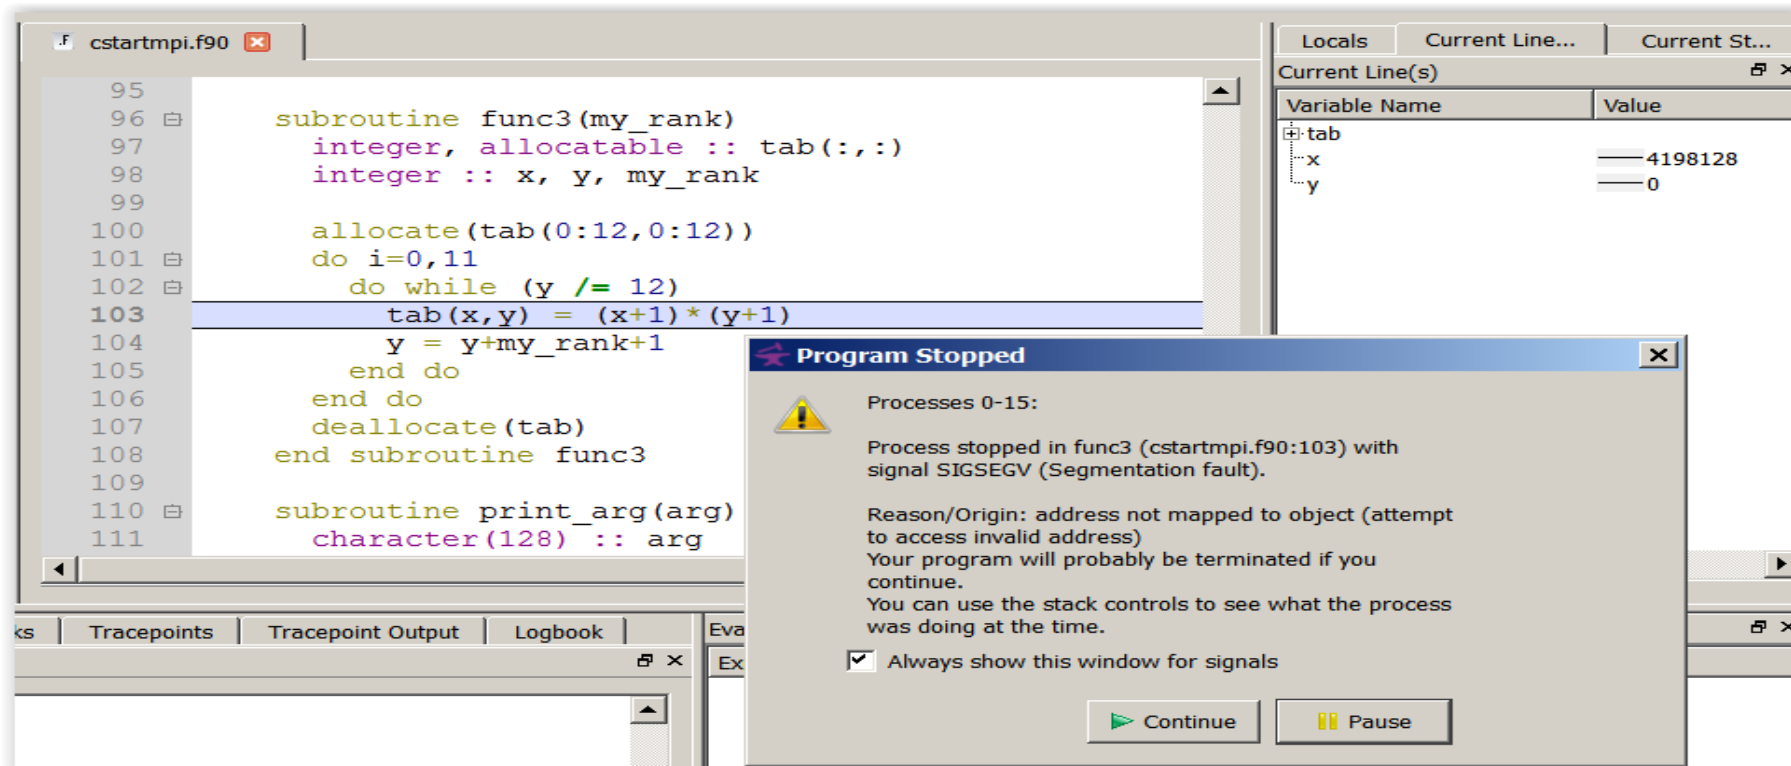 .F cstartmpi.f90
95
96 subroutine func3(my_rank)
97 integer, allocatable :: tab(:,:)
98 integer :: x, y, my_rank
99
100 allocate(tab(0:12,0:12))
101 do i=0,11
102 do while (y /= 12)
103 tab(x,y) = (x+1)*(y+1)
104 y = y+my_rank+1
105 end do
106 end do
107 deallocate(tab)
108 end subroutine func3
109
110 subroutine print_arg(arg)
111 character(128) :: arg
Locals Current Line... Current St...
Current Line(s)
Variable Name Value
tab
x 4198128
y 0
Program Stopped
Processes 0-15:
Process stopped in func3 (cstartmpi.f90:103) with
signal SIGSEGV (Segmentation fault).
Reason/Origin: address not mapped to object (attempt
to access invalid address)
Your program will probably be terminated if you
continue.
You can use the stack controls to see what the process
was doing at the time.
Always show this window for signals
Continue Pause
ks Tracepoints Tracepoint Output Logbook
Eva
Ex